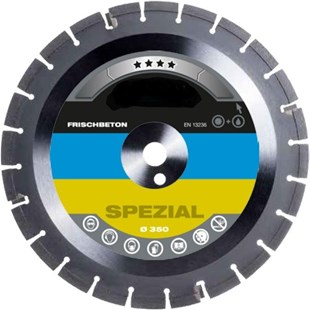 FRISCHBETON
EN 13236
SPEZIAL
Ø 350